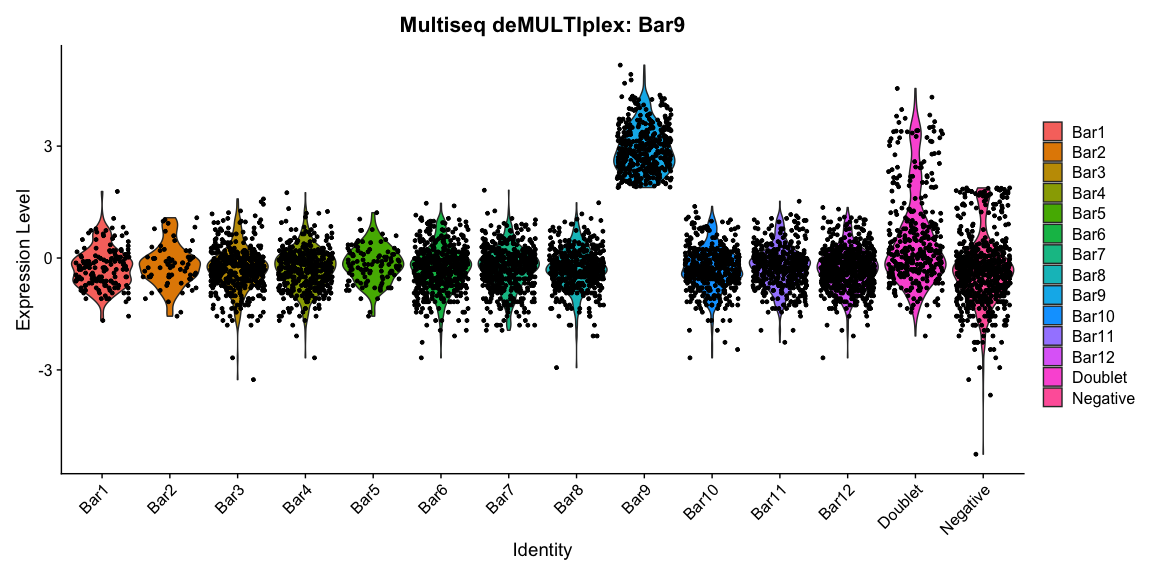 Multiseq deMULTIplex: Bar9
Expression Level
3
0
-3
Bar1
Bar2
Bar3
Bar4
Bar5
Bar6
Bar7
Bar8
Bar9
Bar10
Bar11
Bar12
Doublet
Negative
Identity
Bar1
Bar2
Bar3
Bar4
Bar5
Bar6
Bar7
Bar8
Bar9
Bar10
Bar11
Bar12
Doublet
Negative